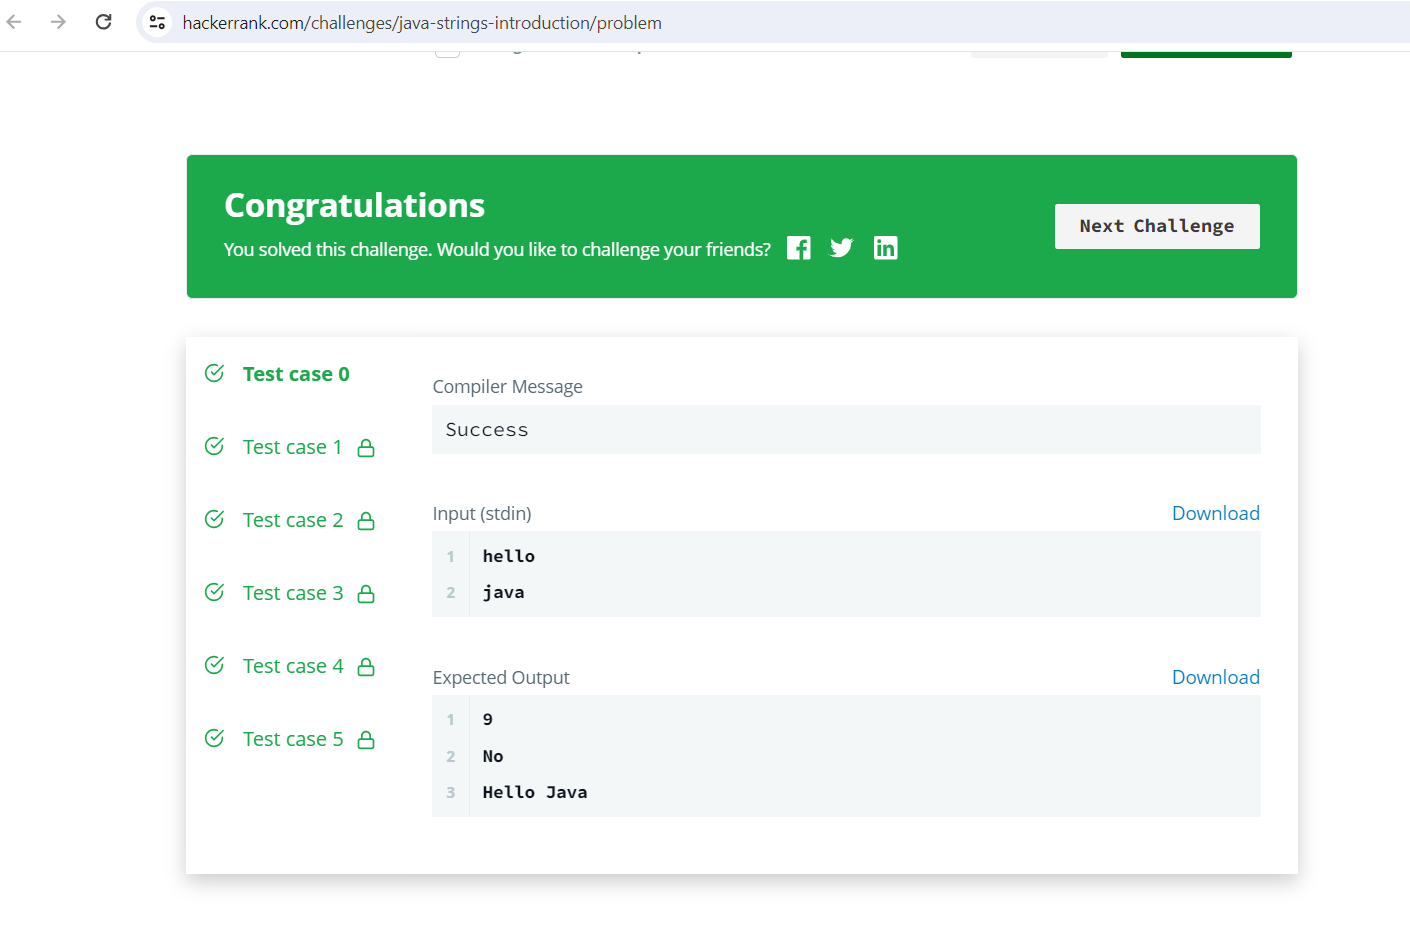 hackerrank.com/challenges/java-strings-introduction/problem
Congratulations
You solved this challenge. Would you like to challenge your friends?
Next Challenge
Test case 0
Test case 1
Test case 2
Test case 3
Test case 4
Test case 5
Compiler Message
Success
Input (stdin)
Download
1 hello
2 java
Expected Output
Download
1 9
2 No
3 Hello Java